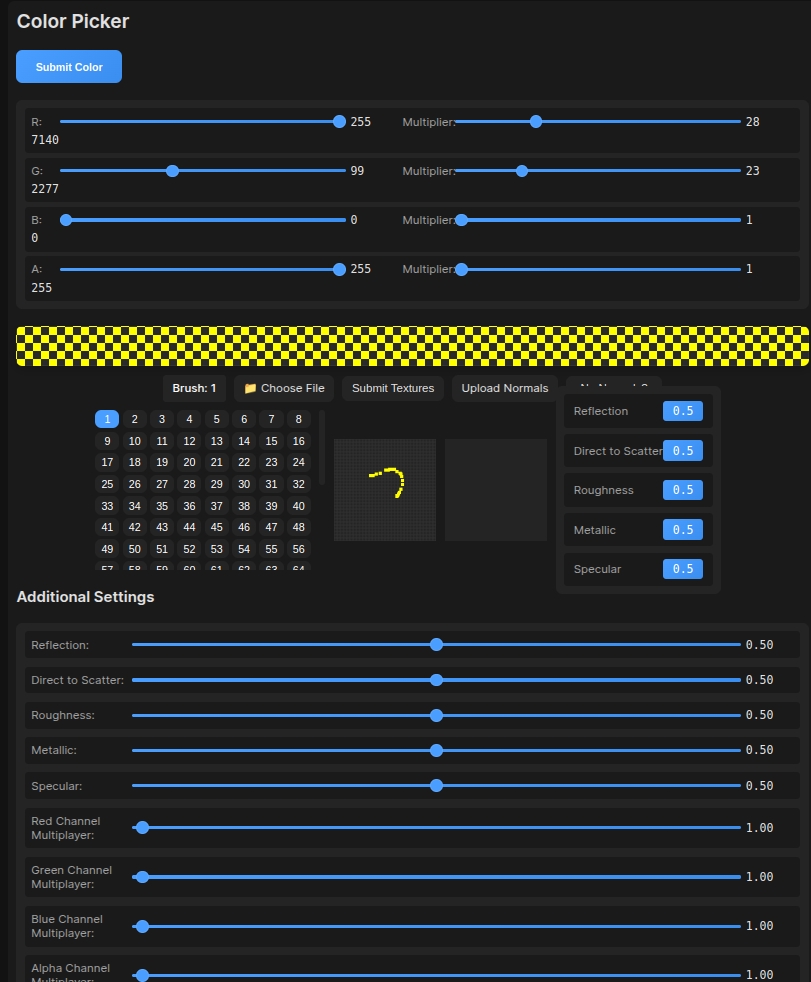 Color Picker
Submit Color
R: 255 Multiplier: 28
7140
G: 99 Multiplier: 23
2277
B: 0 Multiplier: 1
0
A: 255 Multiplier: 1
255
Brush: 1 📁 Choose File Submit Textures Upload Normals
1 2 3 4 5 6 7 8
9 10 11 12 13 14 15 16
17 18 19 20 21 22 23 24
25 26 27 28 29 30 31 32
33 34 35 36 37 38 39 40
41 42 43 44 45 46 47 48
49 50 51 52 53 54 55 56
57 58 59 60 61 62 63 64
Reflection 0.5
Direct to Scatter 0.5
Roughness 0.5
Metallic 0.5
Specular 0.5
Additional Settings
Reflection: 0.50
Direct to Scatter: 0.50
Roughness: 0.50
Metallic: 0.50
Specular: 0.50
Red Channel
Multiplayer: 1.00
Green Channel
Multiplayer: 1.00
Blue Channel
Multiplayer: 1.00
Alpha Channel
Multiplayer: 1.00